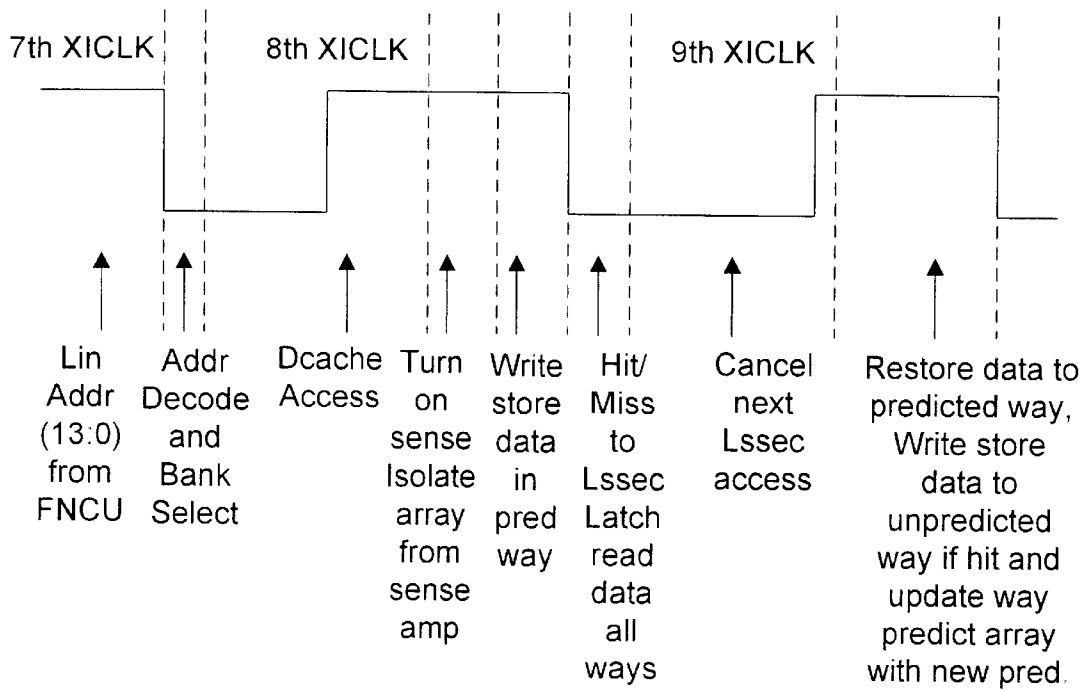 7th XICLK
8th XICLK
9th XICLK
Lin
Addr
(13:0)
from
FNCU
Addr
Decode
and
Bank
Select
Dcache
Access
Turn
on
sense
Isolate
array
from
sense
amp
Write
store
data
in
pred
way
Hit/
Miss
to
Lssec
Latch
read
data
all
ways
Cancel
next
Lssec
access
Restore data to
predicted way,
Write store
data to
unpredicted
way if hit and
update way
predict array
with new pred.